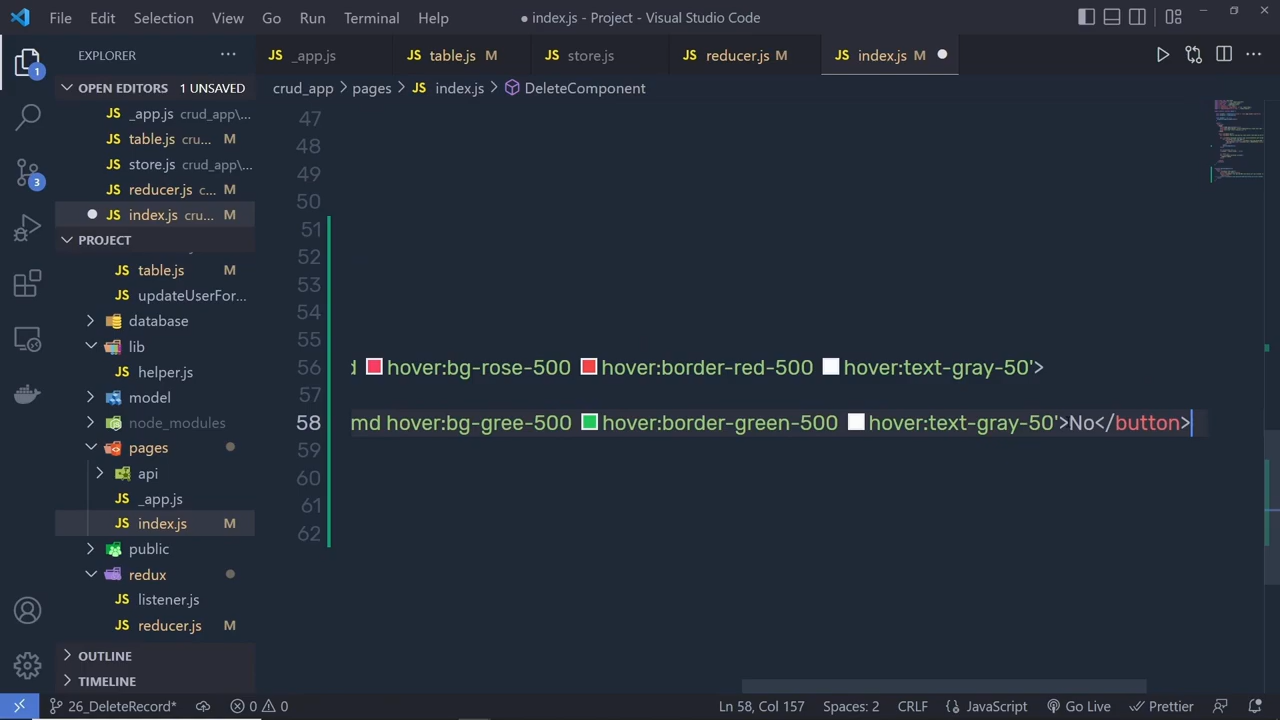 File Edit Selection View Go Run Terminal Help
● index.js - Project - Visual Studio Code
EXPLORER ···
JS _app.js
JS table.js M
JS store.js
JS reducer.js M
JS index.js M ●
OPEN EDITORS 1 UNSAVED
crud_app > pages > JS index.js > DeleteComponent
JS _app.js crud_app\...
JS table.js cru... M
JS store.js crud_app\...
JS reducer.js c... M
● JS index.js cru... M
PROJECT
JS table.js M
JS updateUserFor...
database
lib
JS helper.js
model
node_modules
pages
api
JS _app.js
JS index.js M
public
redux
JS listener.js
JS reducer.js M
OUTLINE
TIMELINE
1
3
47
48
49
50
51
52
53
54
55
56 d hover:bg-rose-500 hover:border-red-500 hover:text-gray-50'>
57
58 md hover:bg-gree-500 hover:border-green-500 hover:text-gray-50'>No</button>
59
60
61
62
26_DeleteRecord* 0 0 Ln 58, Col 157 Spaces: 2 CRLF {} JavaScript Go Live Prettier